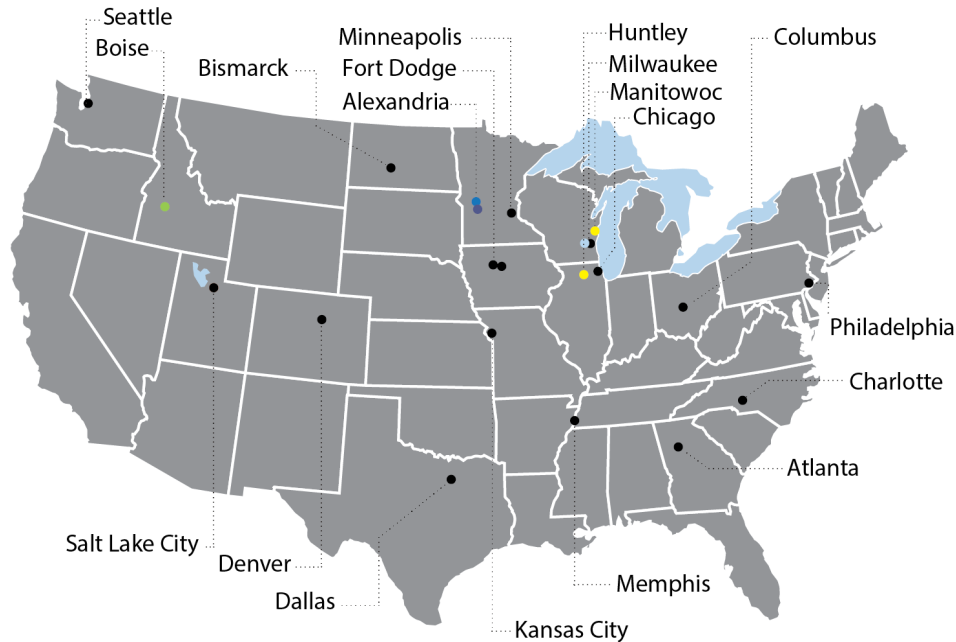 Seattle
Boise
Bismarck
Minneapolis
Fort Dodge
Alexandria
Huntley
Milwaukee
Manitowoc
Chicago
Columbus
Philadelphia
Charlotte
Atlanta
Salt Lake City
Denver
Dallas
Memphis
Kansas City